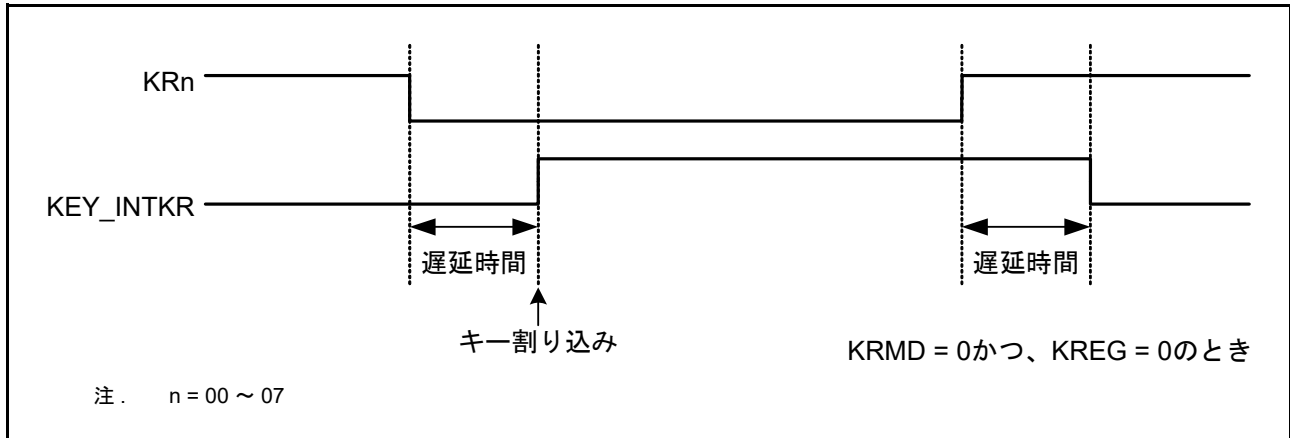 KRn
KEY_INTKR
遅延時間 遅延時間
キー割り込み
KRMD = 0かつ、KREG = 0のとき
注. n = 00 ~ 07